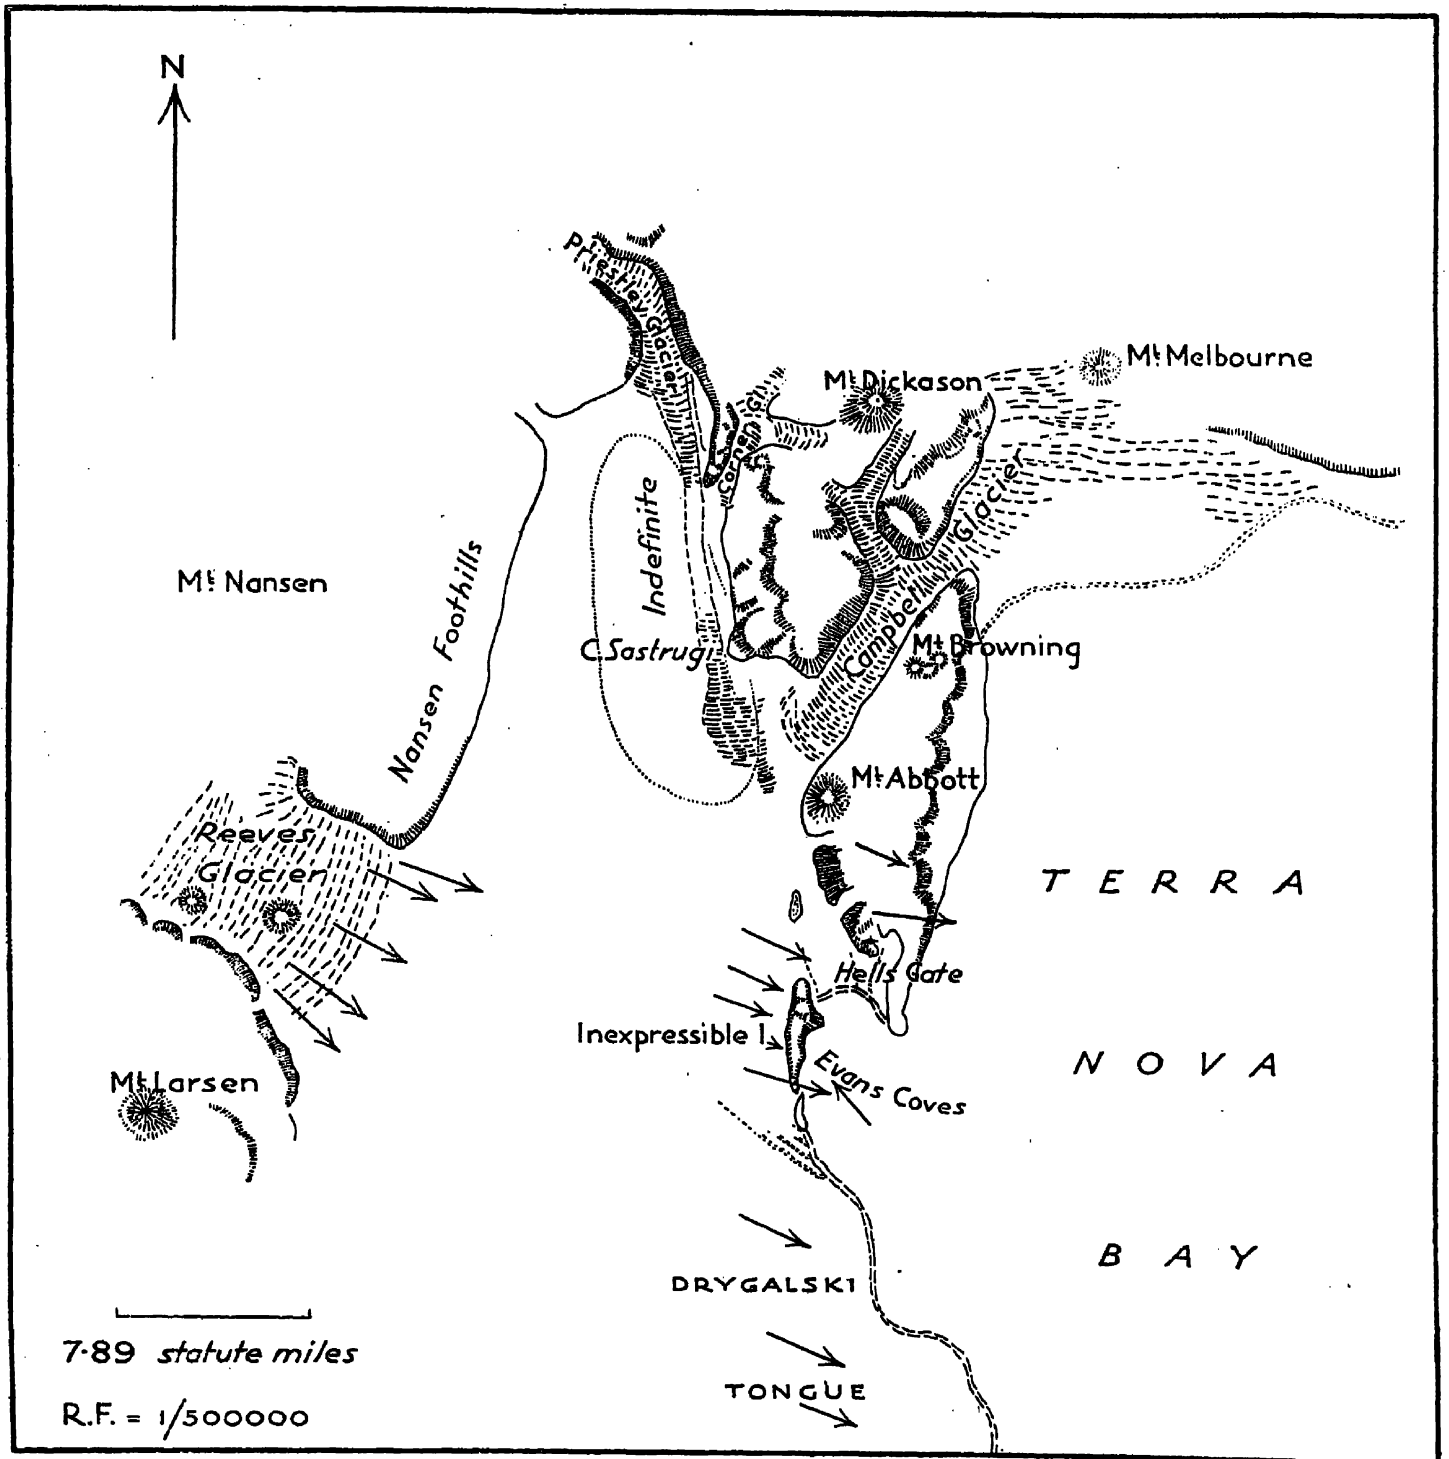 N
Priestley Glacier
Mt Melbourne
Mt Dickason
Corner Gl.
Campbell Glacier
Indefinite
Mt Nansen
Nansen Foothills
C. Sastrugi
Mt Browning
Mt Abbott
Reeves
Glacier
TERRA
Hells Gate
Inexpressible I.
NOVA
Evans Coves
Mt Larsen
BAY
DRYGALSKI
7·89 statute miles
TONGUE
R.F. = 1/500000